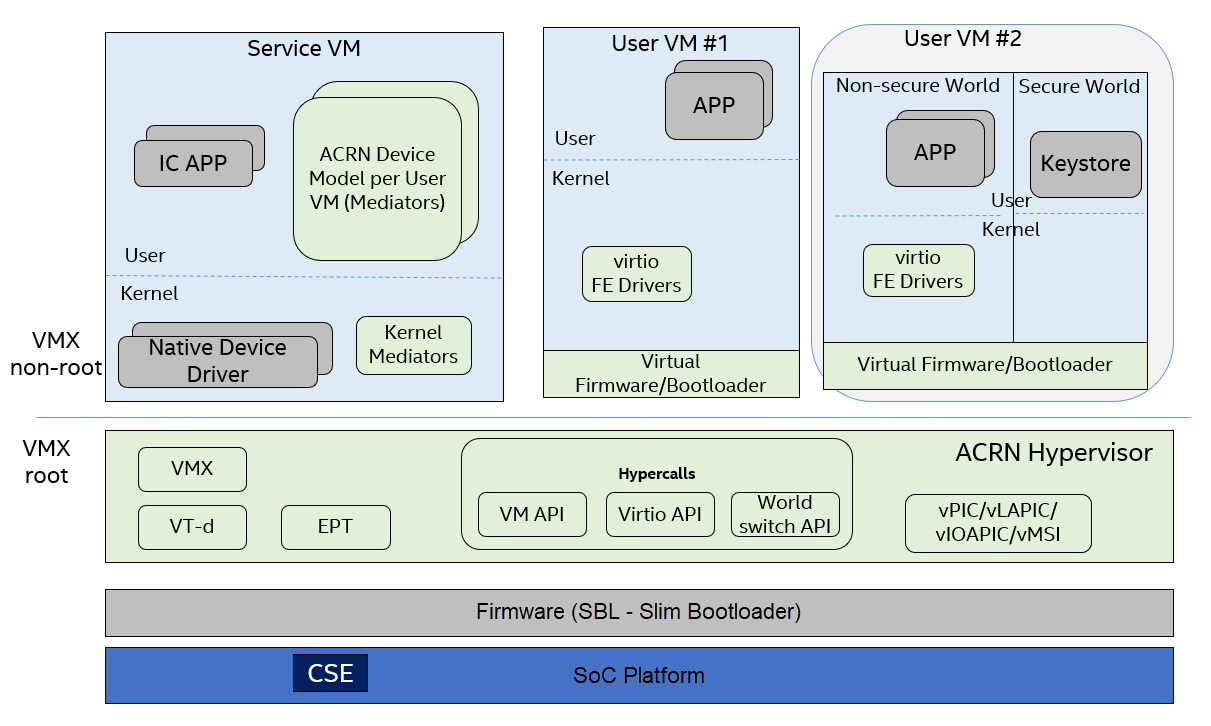 Service VM
IC APP
ACRN Device
Model per User
VM (Mediators)
User
Kernel
Native Device
Driver
Kernel
Mediators
User VM #1
APP
User
Kernel
virtio
FE Drivers
Virtual
Firmware/Bootloader
User VM #2
Non-secure World
Secure World
APP
Keystore
User
Kernel
virtio
FE Drivers
Virtual Firmware/Bootloader
VMX
non-root
VMX
root
ACRN Hypervisor
VMX
VT-d
EPT
Hypercalls
VM API
Virtio API
World
switch API
vPIC/vLAPIC/
vIOAPIC/vMSI
Firmware (SBL - Slim Bootloader)
CSE
SoC Platform